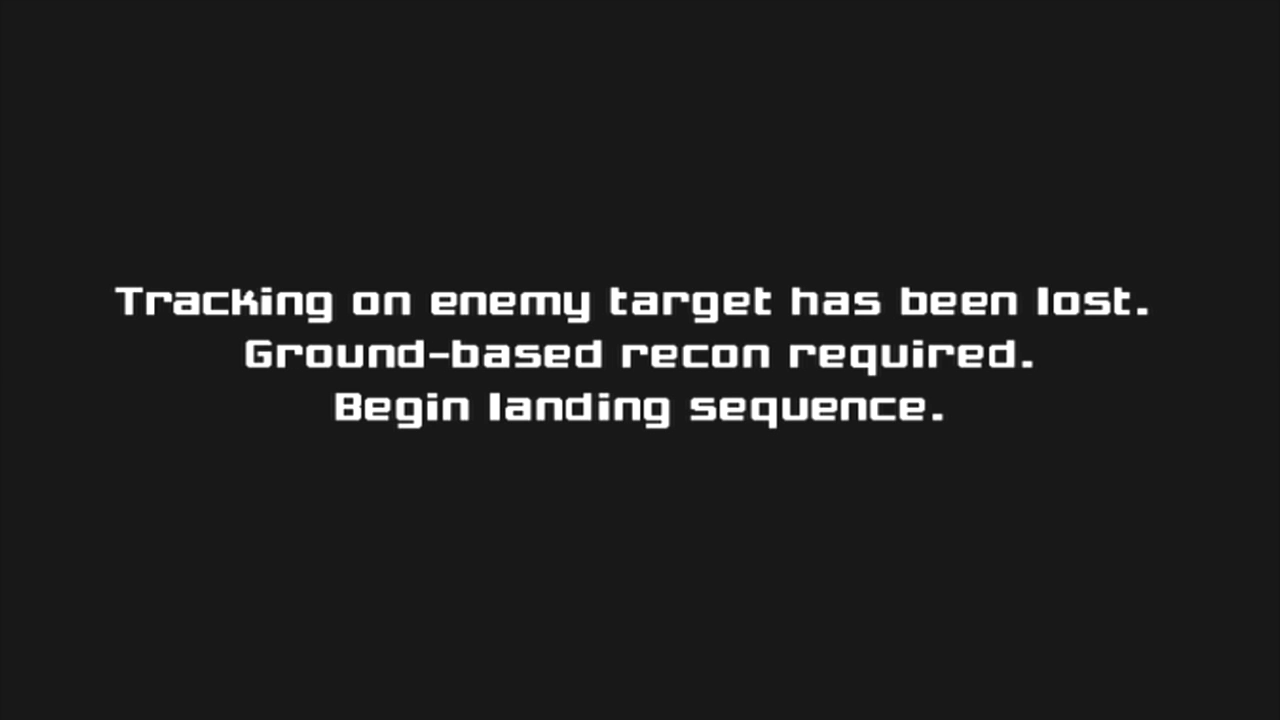 Tracking on enemy target has been lost.
Ground-based recon required.
Begin landing sequence.